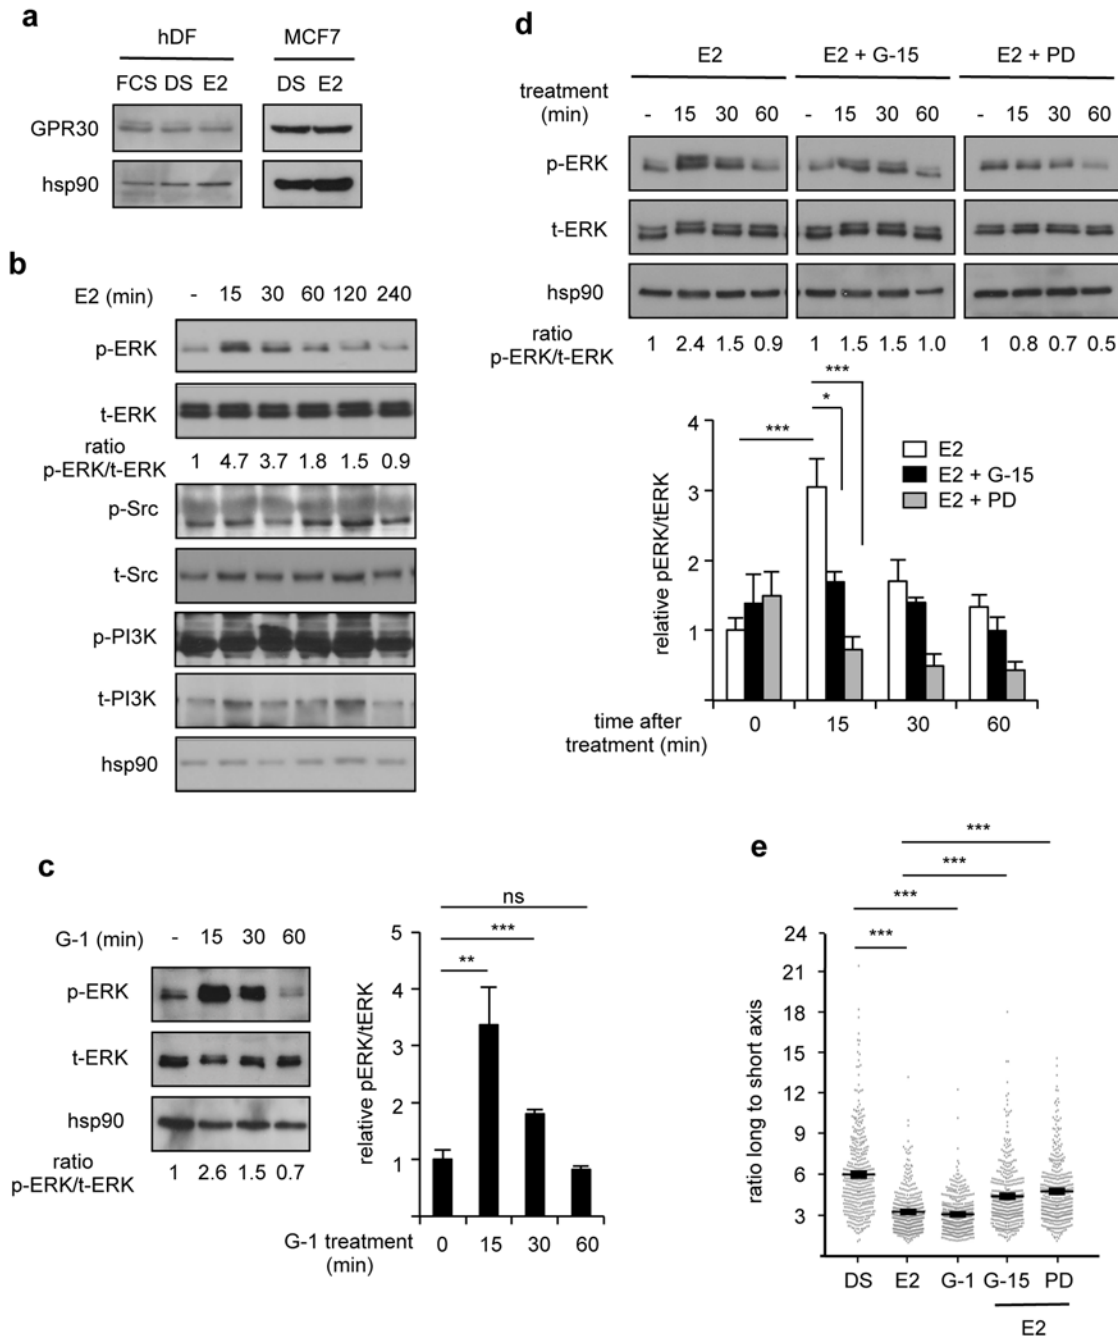 a
hDF MCF7
FCS DS E2 DS E2
GPR30
hsp90
b
E2 (min) - 15 30 60 120 240
p-ERK
t-ERK
ratio
p-ERK/t-ERK 1 4.7 3.7 1.8 1.5 0.9
p-Src
t-Src
p-PI3K
t-PI3K
hsp90
c
G-1 (min) - 15 30 60
p-ERK
t-ERK
hsp90
ratio
p-ERK/t-ERK 1 2.6 1.5 0.7
ns
***
**
relative pERK/tERK
5
4
3
2
1
0 15 30 60
G-1 treatment
(min)
d
E2 E2 + G-15 E2 + PD
treatment
(min) - 15 30 60 - 15 30 60 - 15 30 60
p-ERK
t-ERK
hsp90
ratio
p-ERK/t-ERK 1 2.4 1.5 0.9 1 1.5 1.5 1.0 1 0.8 0.7 0.5
***
*
***
relative pERK/tERK
4
3
2
1
E2
E2 + G-15
E2 + PD
0 15 30 60
time after
treatment (min)
e
***
***
***
***
ratio long to short axis
24
21
18
15
12
9
6
3
DS E2 G-1 G-15 PD
E2